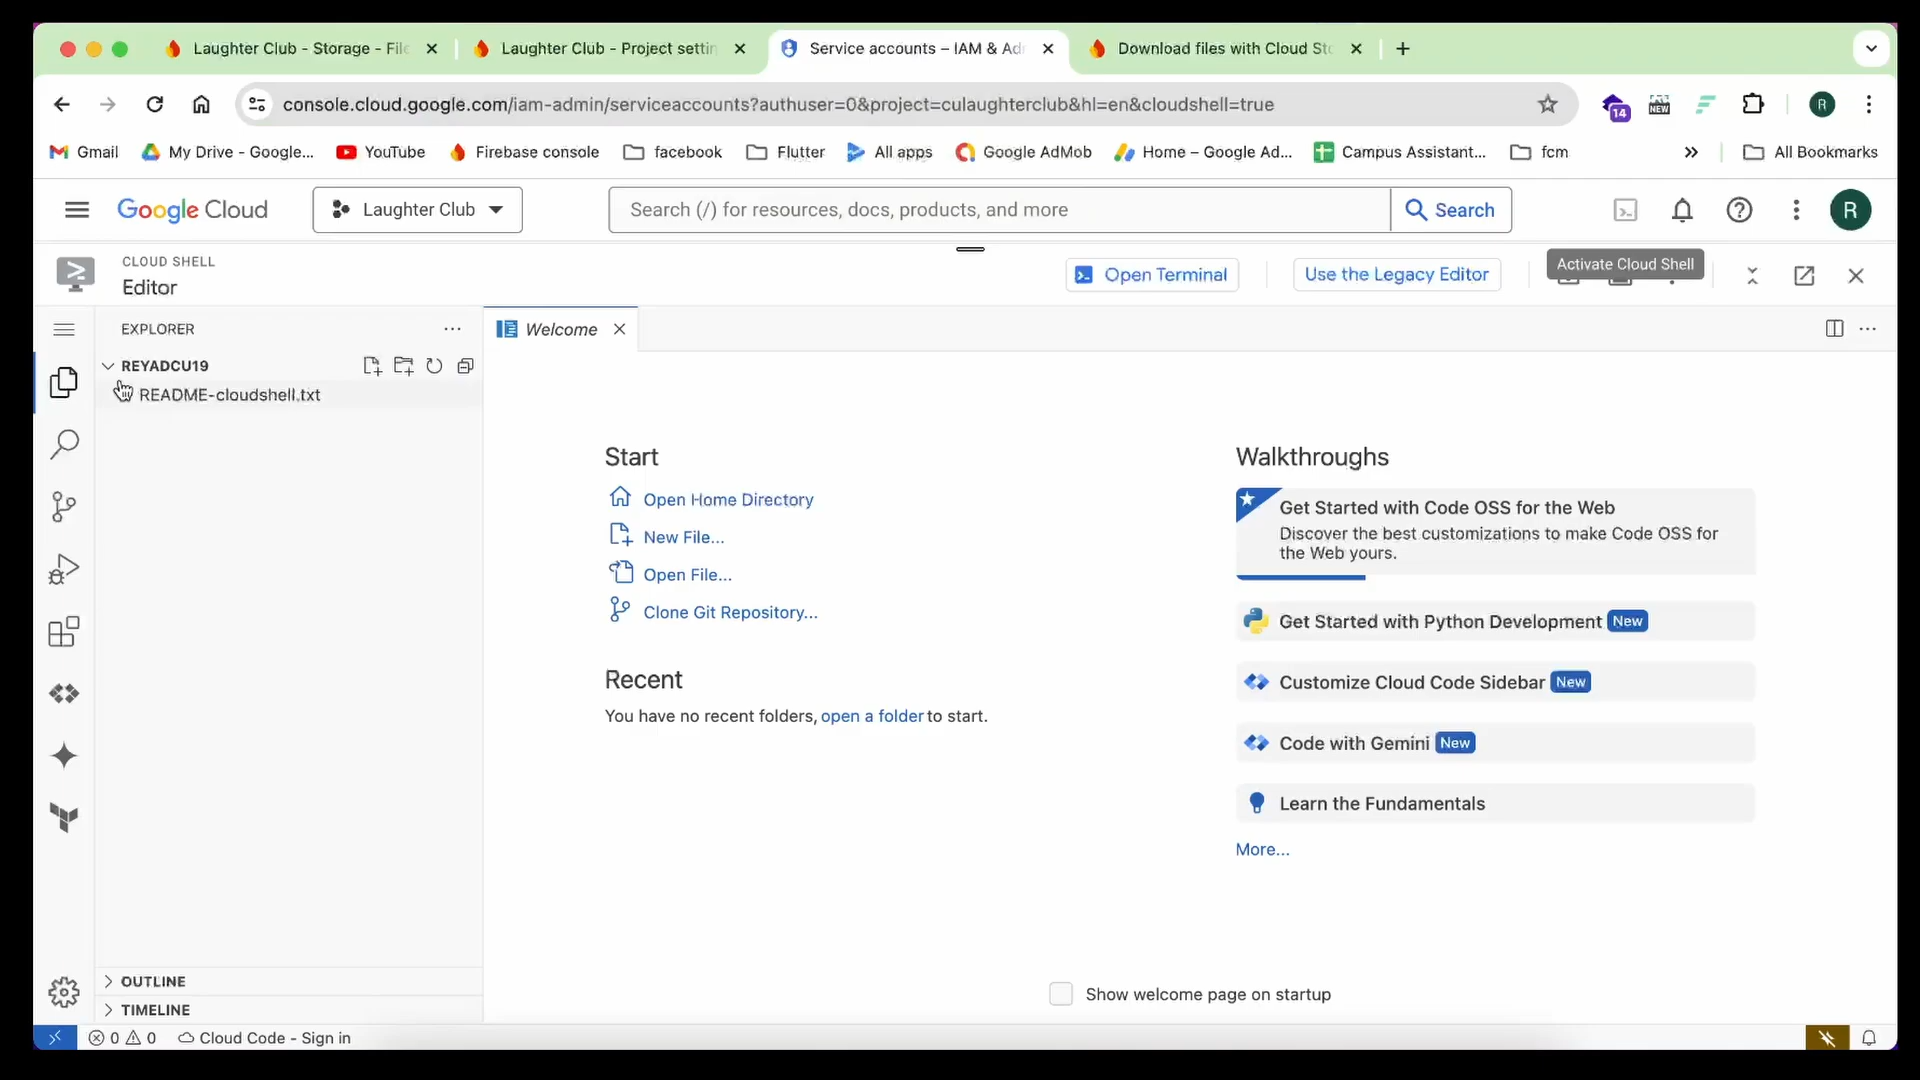 Laughter Club - Storage - File
Laughter Club - Project settin
Service accounts – IAM & Ad
Download files with Cloud Sto
console.cloud.google.com/iam-admin/serviceaccounts?authuser=0&project=culaughterclub&hl=en&cloudshell=true
14
NEW
R
Gmail
My Drive - Google...
YouTube
Firebase console
facebook
Flutter
All apps
Google AdMob
Home – Google Ad...
Campus Assistant...
fcm
All Bookmarks
Google Cloud
Laughter Club
Search (/) for resources, docs, products, and more
Search
R
CLOUD SHELL
Editor
Open Terminal
Use the Legacy Editor
Activate Cloud Shell
EXPLORER
Welcome
REYADCU19
README-cloudshell.txt
Start
Open Home Directory
New File...
Open File...
Clone Git Repository...
Recent
You have no recent folders, open a folder to start.
Walkthroughs
Get Started with Code OSS for the Web
Discover the best customizations to make Code OSS for
the Web yours.
Get Started with Python Development New
Customize Cloud Code Sidebar New
Code with Gemini New
Learn the Fundamentals
More...
OUTLINE
Show welcome page on startup
TIMELINE
0 0 Cloud Code - Sign in